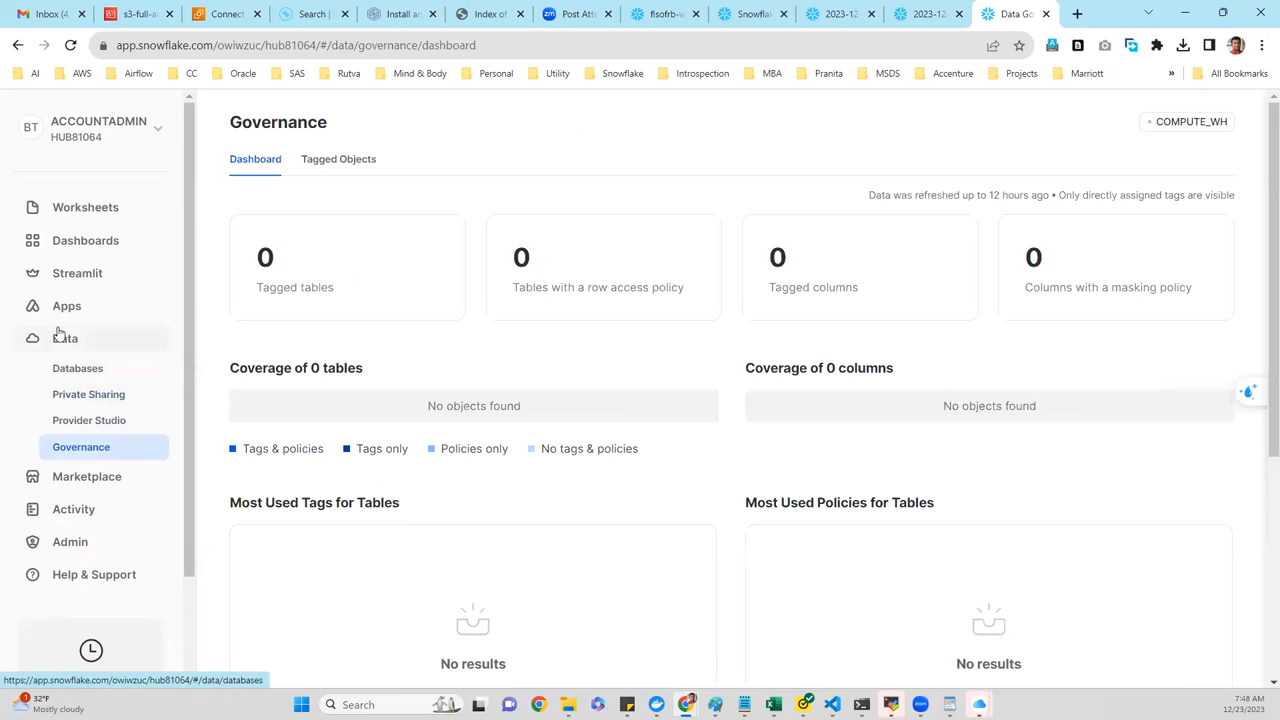 Inbox (4
s3-full-a
Connect
Search |
Install as
Index of
Post Atte
flsofrb-v
Snowflak
2023-12
2023-12
Data Go
app.snowflake.com/owiwzuc/hub81064/#/data/governance/dashboard
AI
AWS
Airflow
CC
Oracle
SAS
Rutva
Mind & Body
Personal
Utility
Snowflake
Introspection
MBA
Pranita
MSDS
Accenture
Projects
Marriott
»
All Bookmarks
BT
ACCOUNTADMIN
HUB81064
Governance
COMPUTE_WH
Dashboard
Tagged Objects
Data was refreshed up to 12 hours ago • Only directly assigned tags are visible
Worksheets
Dashboards
Streamlit
Apps
Data
Databases
Private Sharing
Provider Studio
Governance
Marketplace
Activity
Admin
Help & Support
0
Tagged tables
0
Tables with a row access policy
0
Tagged columns
0
Columns with a masking policy
Coverage of 0 tables
Coverage of 0 columns
No objects found
No objects found
Tags & policies
Tags only
Policies only
No tags & policies
Most Used Tags for Tables
Most Used Policies for Tables
No results
No results
https://app.snowflake.com/owiwzuc/hub81064/#/data/databases
1
32°F
Mostly cloudy
Search
7:48 AM
12/23/2023